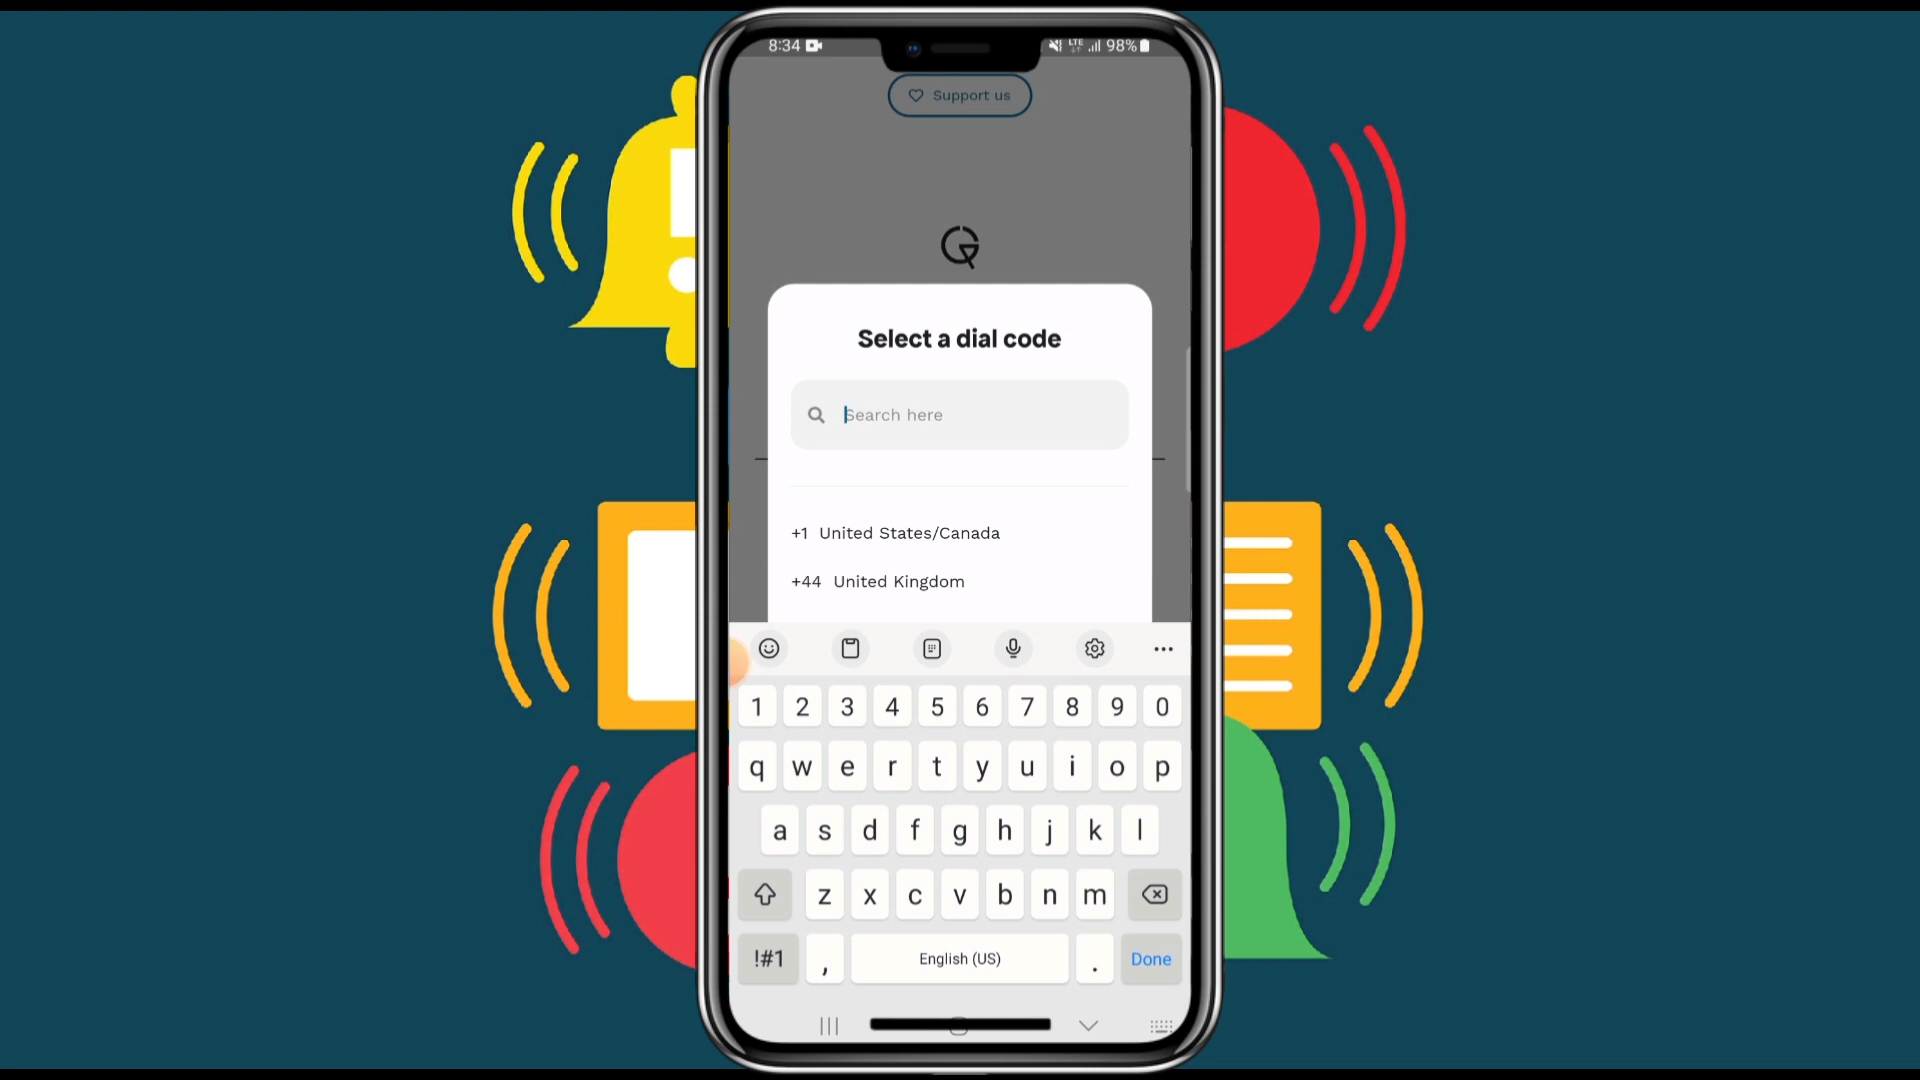 8:34 LTE 98%
Support us
Select a dial code
Search here
+1 United States/Canada
+44 United Kingdom
1 2 3 4 5 6 7 8 9 0
q w e r t y u i o p
a s d f g h j k l
z x c v b n m
!#1 , English (US) . Done